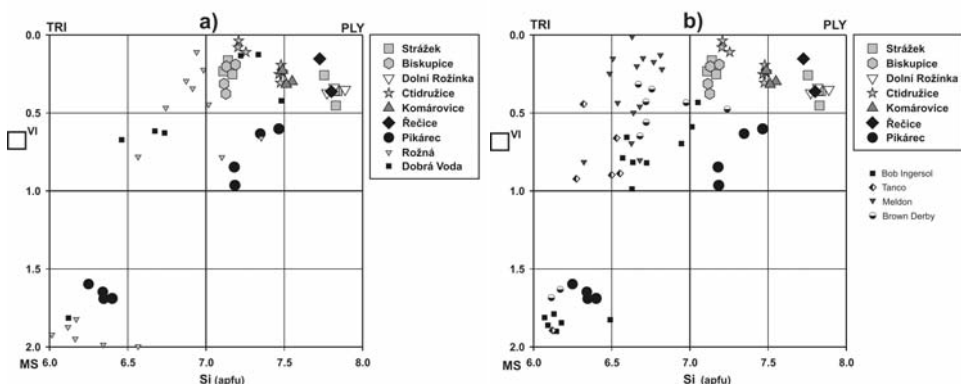 TRI
a)
PLY
0.0
0.5
VI
1.0
1.5
2.0
MS
6.0
6.5
7.0
7.5
8.0
Si (apfu)
Strážek
Biskupice
Dolní Rožínka
Ctidružice
Komárovice
Řečice
Pikárec
Rožná
Dobrá Voda
TRI
b)
PLY
0.0
0.5
VI
1.0
1.5
2.0
MS
6.0
6.5
7.0
7.5
8.0
Si (apfu)
Strážek
Biskupice
Dolní Rožínka
Ctidružice
Komárovice
Řečice
Pikárec
Bob Ingersol
Tanco
Meldon
Brown Derby